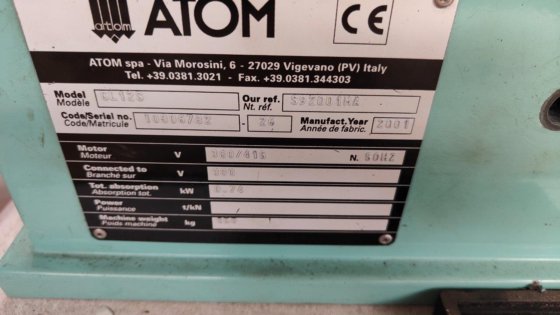 atom
ATOM
CE
ATOM spa - Via Morosini, 6 - 27029 Vigevano (PV) Italy
Tel. +39.0381.3021 - Fax. +39.0381.344303
Model
Modèle
Our ref.
Nt. réf.
Code/Serial no.
Code/Matricule
-
Manufact.Year 2001
Année de fabric.
Motor
Moteur V 380/415 N. 50HZ
Connected to
Branché sur V 380
Tot. absorption
Absorption tot. kW
Power
Puissance t/kN
Machine weight
Poids machine kg